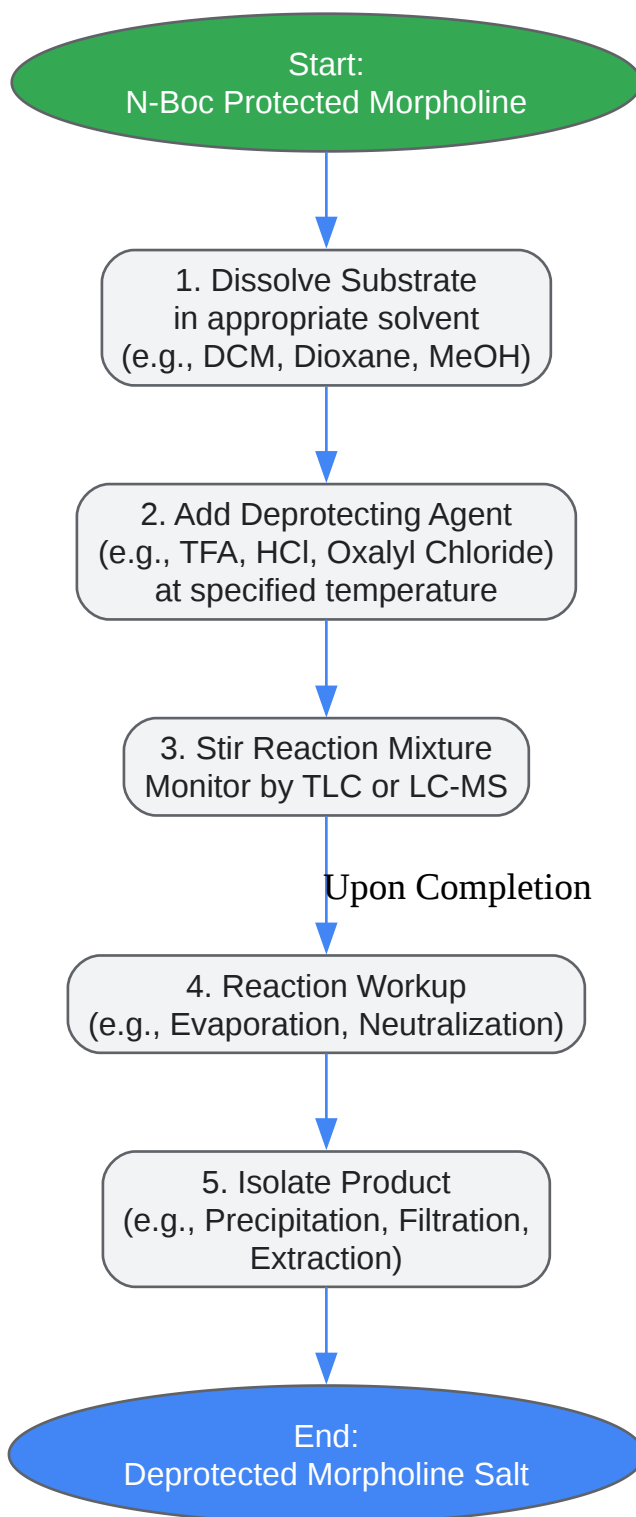 Start:
N-Boc Protected Morpholine
1. Dissolve Substrate
in appropriate solvent
(e.g., DCM, Dioxane, MeOH)
2. Add Deprotecting Agent
(e.g., TFA, HCl, Oxalyl Chloride)
at specified temperature
3. Stir Reaction Mixture
Monitor by TLC or LC-MS
Upon Completion
4. Reaction Workup
(e.g., Evaporation, Neutralization)
5. Isolate Product
(e.g., Precipitation, Filtration,
Extraction)
End:
Deprotected Morpholine Salt